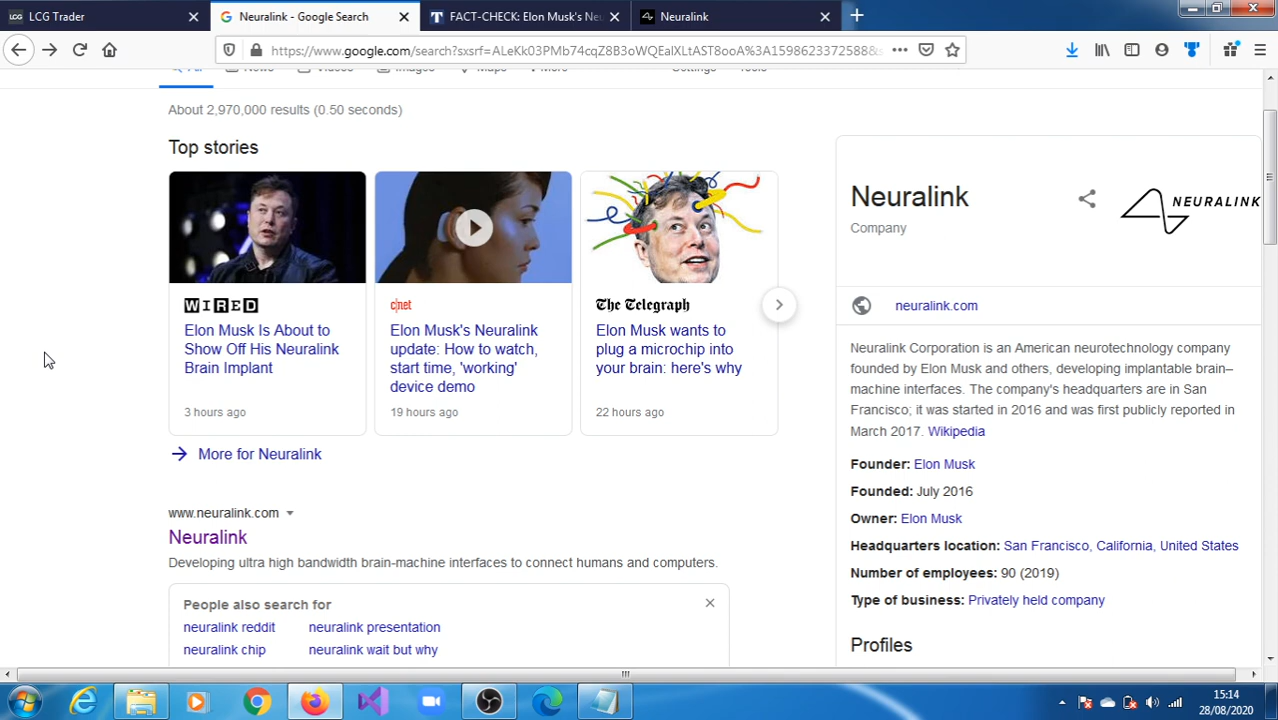 LCG Trader
Neuralink - Google Search
FACT-CHECK: Elon Musk's Ne
Neuralink
https://www.google.com/search?sxsrf=ALeKk03PMb74cqZ8B3oWQEalXLtAST8ooA%3A1598623372588&
All News Videos Images Maps More Settings Tools
About 2,970,000 results (0.50 seconds)
Top stories
WIRED
Elon Musk Is About to
Show Off His Neuralink
Brain Implant
3 hours ago
c|net
Elon Musk's Neuralink
update: How to watch,
start time, 'working'
device demo
19 hours ago
The Telegraph
Elon Musk wants to
plug a microchip into
your brain: here's why
22 hours ago
More for Neuralink
www.neuralink.com
Neuralink
Developing ultra high bandwidth brain-machine interfaces to connect humans and computers.
People also search for
neuralink reddit neuralink presentation
neuralink chip neuralink wait but why
Neuralink
Company
NEURALINK
neuralink.com
Neuralink Corporation is an American neurotechnology company
founded by Elon Musk and others, developing implantable brain–
machine interfaces. The company's headquarters are in San
Francisco; it was started in 2016 and was first publicly reported in
March 2017. Wikipedia
Founder: Elon Musk
Founded: July 2016
Owner: Elon Musk
Headquarters location: San Francisco, California, United States
Number of employees: 90 (2019)
Type of business: Privately held company
Profiles
15:14
28/08/2020